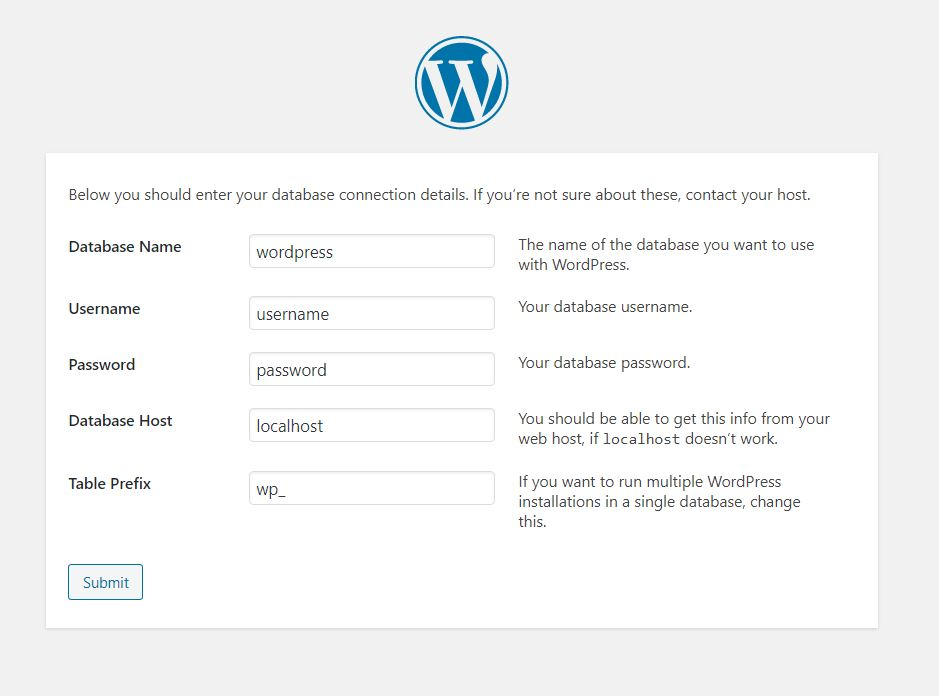 Below you should enter your database connection details. If you're not sure about these, contact your host.
Database Name
wordpress
The name of the database you want to use
with WordPress.
Username
username
Your database username.
Password
password
Your database password.
Database Host
localhost
You should be able to get this info from your
web host, if localhost doesn't work.
Table Prefix
wp_
If you want to run multiple WordPress
installations in a single database, change
this.
Submit